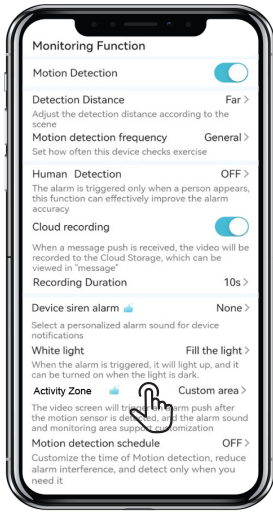 Monitoring Function
Motion Detection
Detection Distance Far >
Adjust the detection distance according to the
scene
Motion detection frequency General >
Set how often this device checks exercise
Human Detection OFF >
The alarm is triggered only when a person appears,
this function can effectively improve the alarm
accuracy
Cloud recording
When a message push is received, the video will be
recorded to the Cloud Storage, which can be
viewed in "message"
Recording Duration 10s >
Device siren alarm None >
Select a personalized alarm sound for device
notifications
White light Fill the light >
When the alarm is triggered, it will light up, and it
can be turned on when the light is dark.
Activity Zone Custom area >
The video screen will trigger an alarm push after
the motion sensor is detected, and the alarm sound
and monitoring area support customization
Motion detection schedule OFF >
Customize the time of Motion detection, reduce
alarm interference, and detect only when you
need it